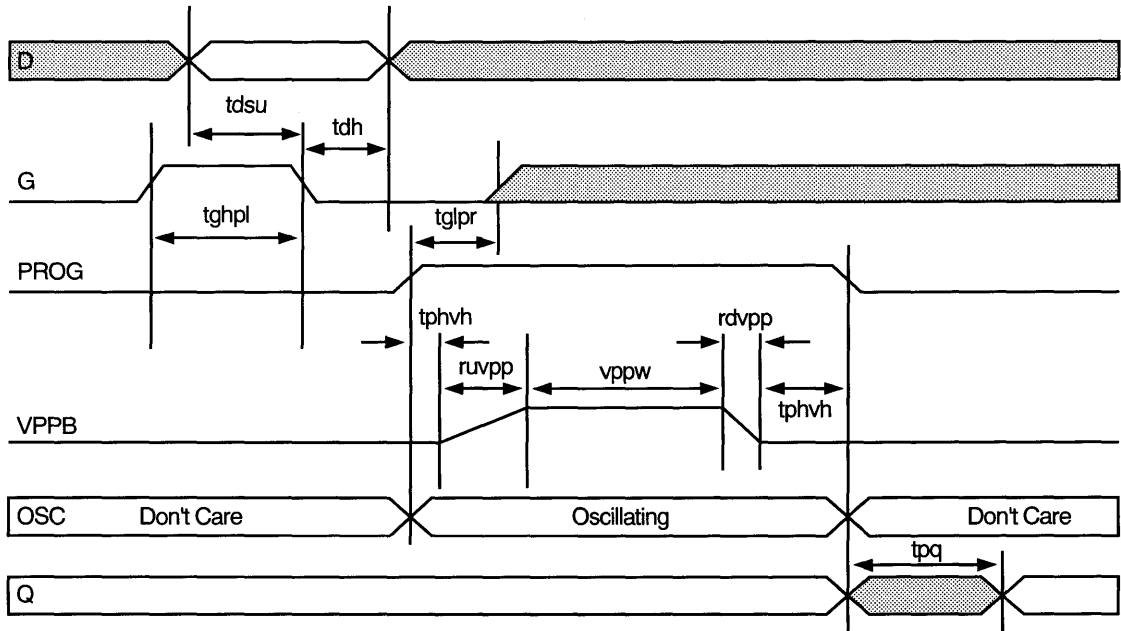 D
tdsu
tdh
G
tghpl
tglpr
PROG
tphvh
rdvpp
ruvpp
vppw
tphvh
VPPB
OSC
Don't Care
Oscillating
Don't Care
tpq
Q